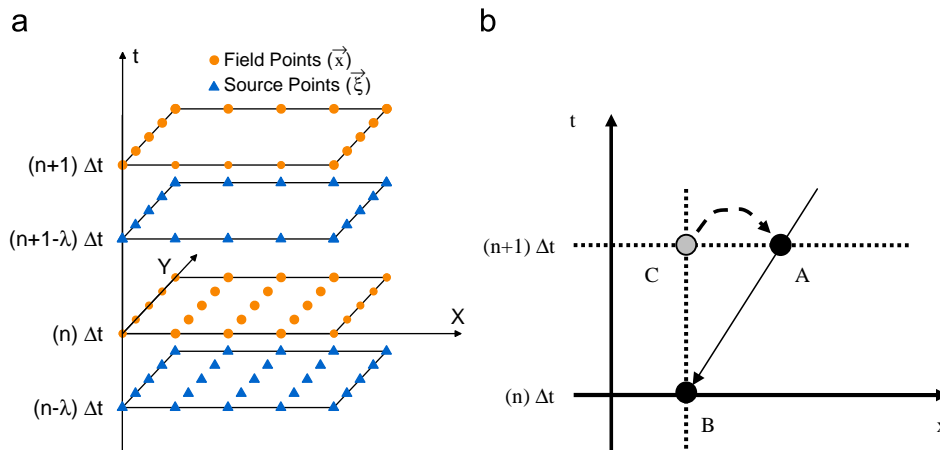 a
t
Field Points (x⃗)
Source Points (ξ⃗)
(n+1) Δt
(n+1-λ) Δt
Y
X
(n) Δt
(n-λ) Δt
b
t
(n+1) Δt
C
A
(n) Δt
B
x